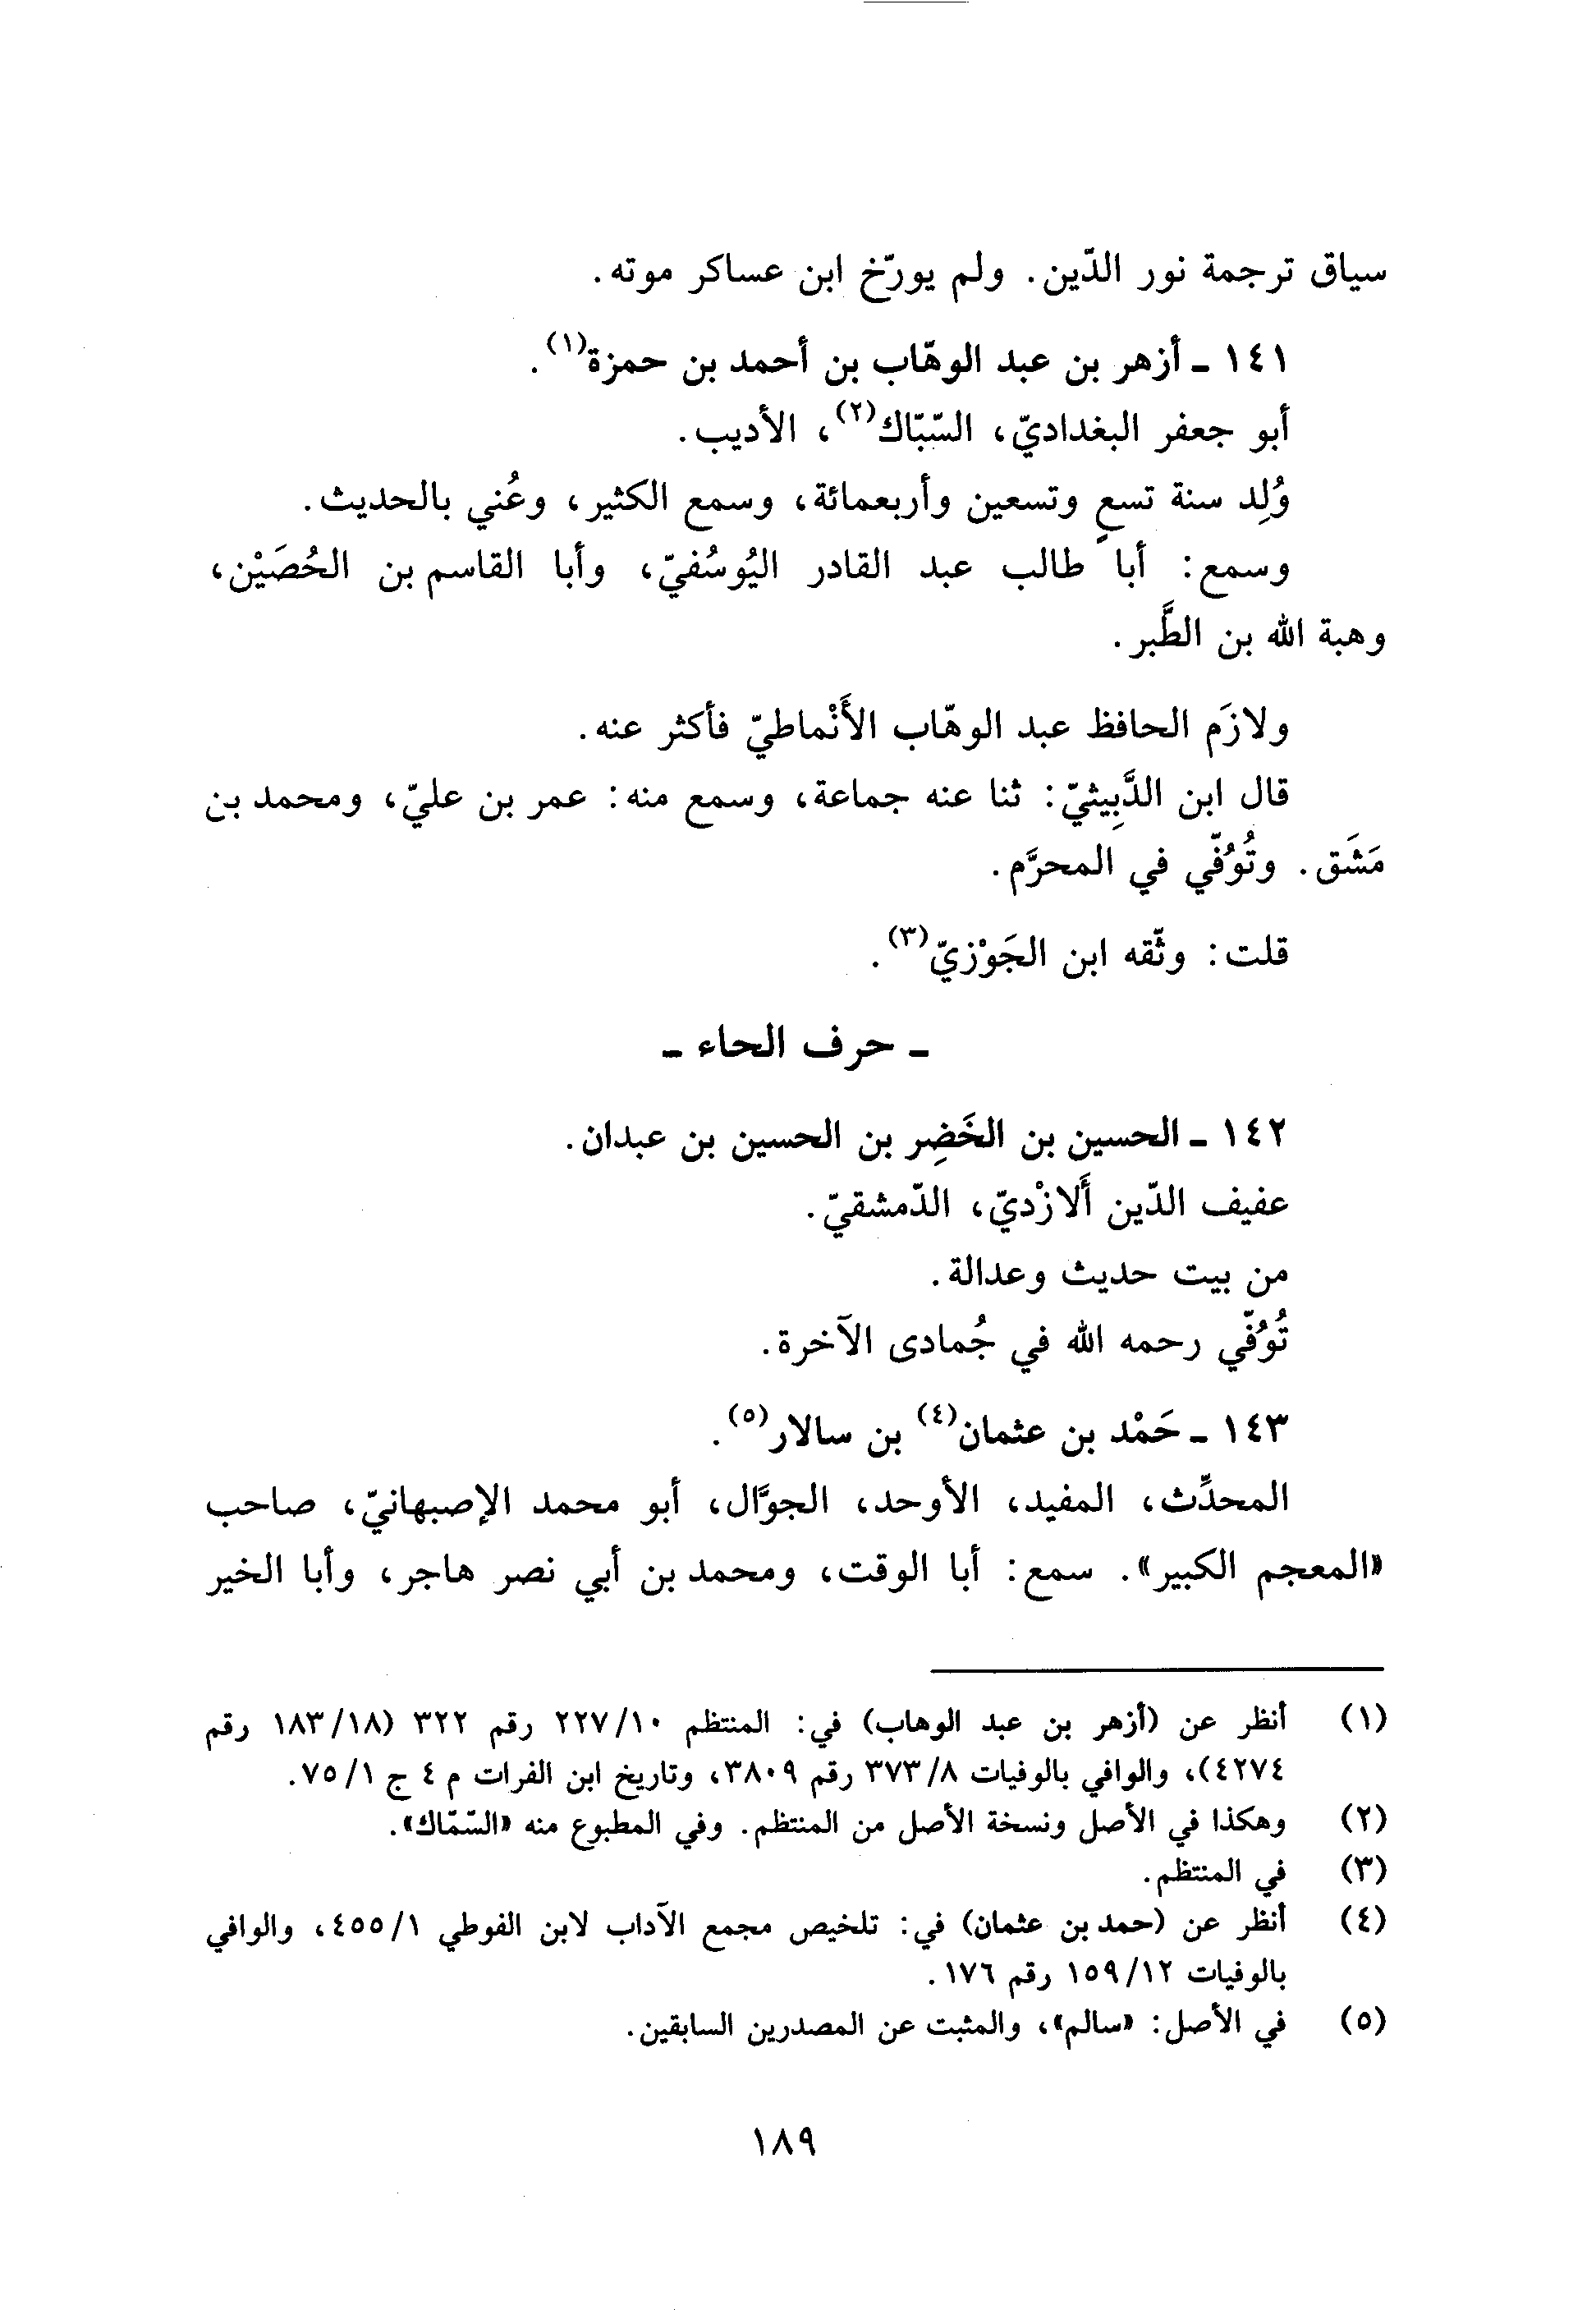 سياق ترجمة نور الدّين. ولم يورّخ ابن عساكر موته.
١٤١ ـ أزهر بن عبد الوهّاب بن أحمد بن حمزة(١).
أبو جعفر البغداديّ، السّبّاك(٢)، الأديب.
وُلِد سنة تسعٍ وتسعين وأربعمائة، وسمع الكثير، وعُني بالحديث.
وسمع: أبا طالب عبد القادر اليُوسُفيّ، وأبا القاسم بن الحُصَيْن،
وهبة الله بن الطَّبر.
ولازَم الحافظ عبد الوهّاب الأَنْماطيّ فأكثر عنه.
قال ابن الدَّبِيثيّ: ثنا عنه جماعة، وسمع منه: عمر بن عليّ، ومحمد بن
مَشَق. وتُوُفّي في المحرَّم.
قلت: وثّقه ابن الجَوْزيّ(٣).
ـ حرف الحاء ـ
١٤٢ ـ الحسين بن الخَضِر بن الحسين بن عبدان.
عفيف الدّين أَلازْديّ، الدّمشقيّ.
من بيت حديث وعدالة.
تُوُفّي رحمه الله في جُمادى الآخرة.
١٤٣ ـ حَمْد بن عثمان(٤) بن سالار(٥).
المحدِّث، المفيد، الأوحد، الجوَّال، أبو محمد الإصبهانيّ، صاحب
«المعجم الكبير». سمع: أبا الوقت، ومحمد بن أبي نصر هاجر، وأبا الخير
(١) أنظر عن (أزهر بن عبد الوهاب) في: المنتظم ٢٢٧/١٠ رقم ٣٢٢ (١٨٣/١٨ رقم
٤٢٧٤)، والوافي بالوفيات ٣٧٣/٨ رقم ٣٨٠٩، وتاريخ ابن الفرات م ٤ ج ٧٥/١.
(٢) وهكذا في الأصل ونسخة الأصل من المنتظم. وفي المطبوع منه «السّمّاك».
(٣) في المنتظم.
(٤) أنظر عن (حمد بن عثمان) في: تلخيص مجمع الآداب لابن الفوطي ٤٥٥/١، والوافي
بالوفيات ١٥٩/١٢ رقم ١٧٦.
(٥) في الأصل: «سالم»، والمثبت عن المصدرين السابقين.
١٨٩